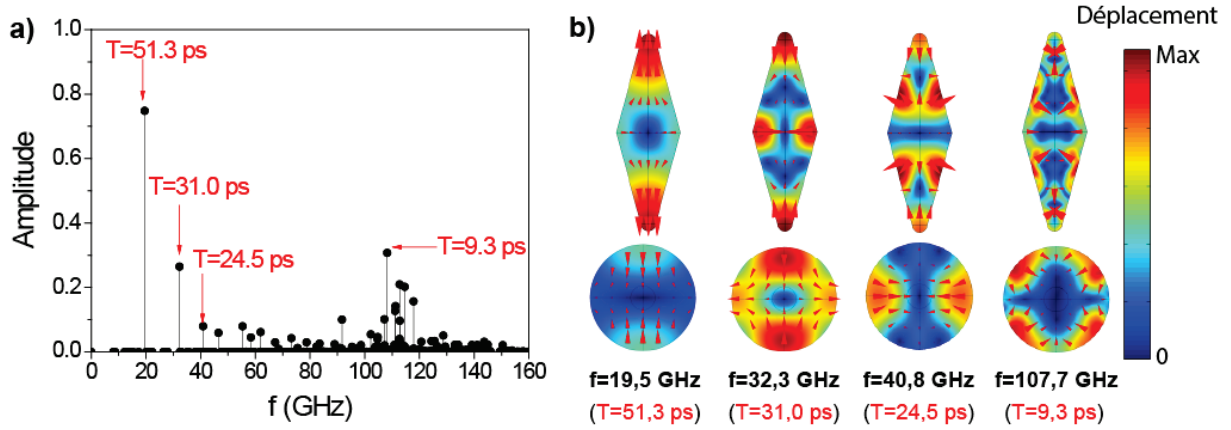 a)
1.0
0.8
0.6
0.4
0.2
0.0
Amplitude
T=51.3 ps
T=31.0 ps
T=24.5 ps
T=9.3 ps
0 20 40 60 80 100 120 140 160
f (GHz)
b)
Déplacement
Max
0
f=19,5 GHz f=32,3 GHz f=40,8 GHz f=107,7 GHz
(T=51,3 ps) (T=31,0 ps) (T=24,5 ps) (T=9,3 ps)